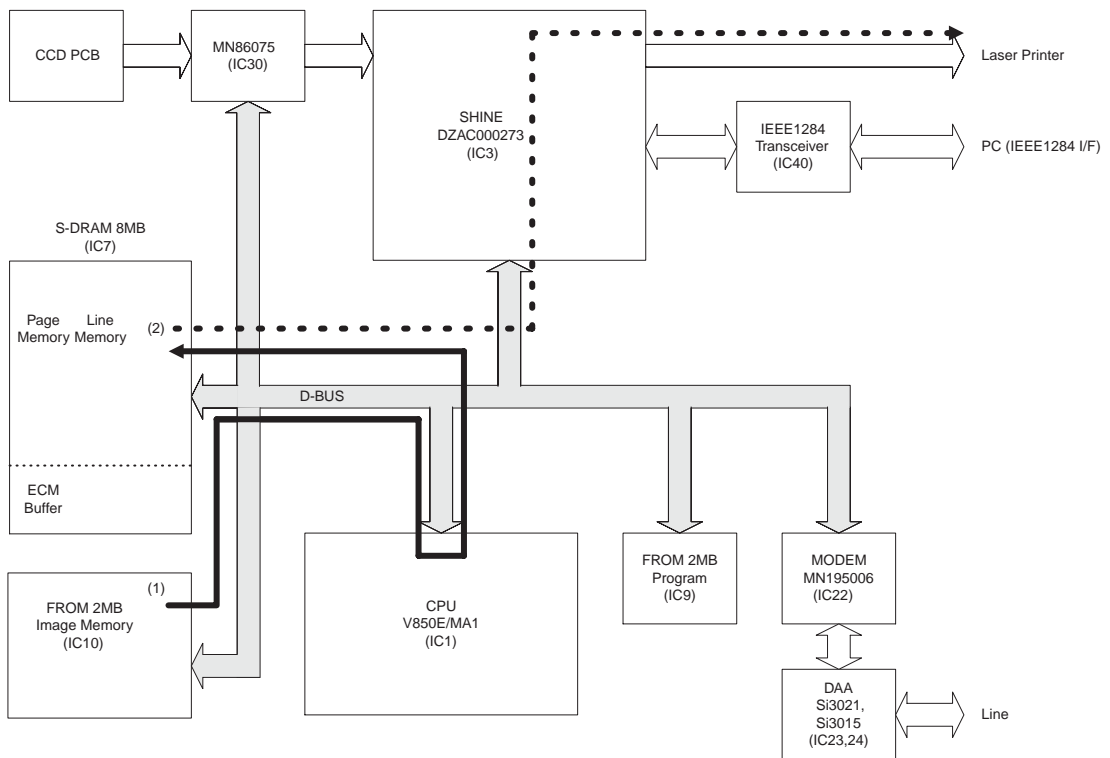 CCD PCB
MN86075
(IC30)
SHINE
DZAC000273
(IC3)
Laser Printer
IEEE1284
Transceiver
(IC40)
PC (IEEE1284 I/F)
S-DRAM 8MB
(IC7)
Page
Memory
Line
Memory
(2)
D-BUS
ECM
Buffer
(1)
FROM 2MB
Image Memory
(IC10)
CPU
V850E/MA1
(IC1)
FROM 2MB
Program
(IC9)
MODEM
MN195006
(IC22)
DAA
Si3021,
Si3015
(IC23,24)
Line